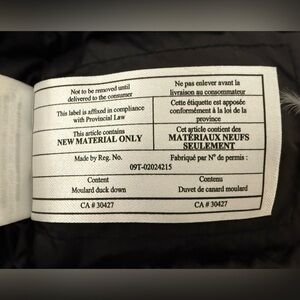 Not to be removed until
delivered to the consumer
Ne pas enlever avant la
livraison au consommateur
This label is affixed in compliance
with Provincial Law
Cette étiquette est apposée
conformément à la loi de la
province
This article contains
NEW MATERIAL ONLY
Cet article contient des
MATÉRIAUX NEUFS
SEULEMENT
Made by Reg. No.
Fabriqué par N° de permis :
09T-02024215
Content
Moulard duck down
Contenu
Duvet de canard moulard
CA # 30427
CA # 30427